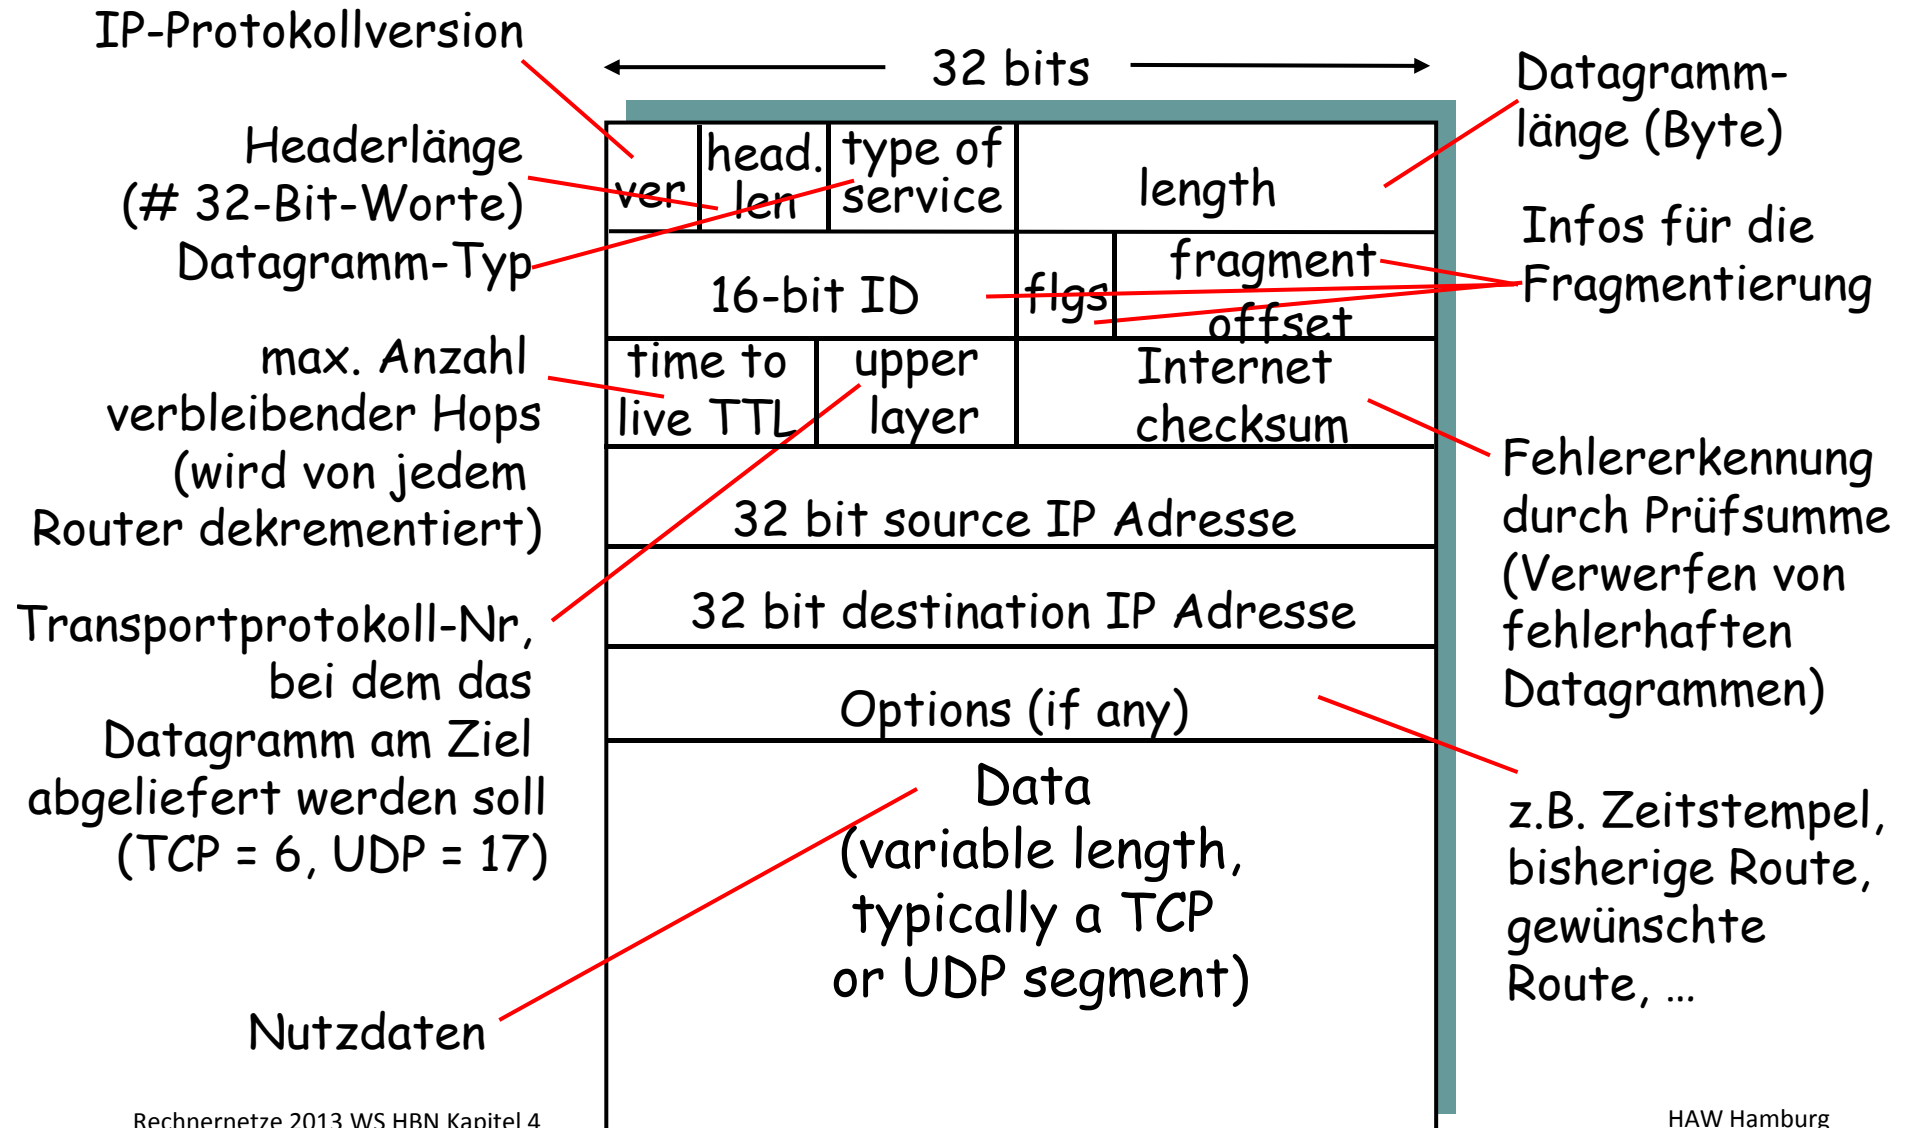 IP-Protokollversion
32 bits
Datagramm-
länge (Byte)
Headerlänge
(# 32-Bit-Worte)
Datagramm-Typ
ver
head.
len
type of
service
length
Infos für die
Fragmentierung
16-bit ID
flgs
fragment
offset
max. Anzahl
verbleibender Hops
(wird von jedem
Router dekrementiert)
time to
live TTL
upper
layer
Internet
checksum
Fehlererkennung
durch Prüfsumme
(Verwerfen von
fehlerhaften
Datagrammen)
32 bit source IP Adresse
32 bit destination IP Adresse
Transportprotokoll-Nr,
bei dem das
Datagramm am Ziel
abgeliefert werden soll
(TCP = 6, UDP = 17)
Options (if any)
z.B. Zeitstempel,
bisherige Route,
gewünschte
Route, …
Data
(variable length,
typically a TCP
or UDP segment)
Nutzdaten
Rechnernetze 2013 WS HBN Kapitel 4
HAW Hamburg